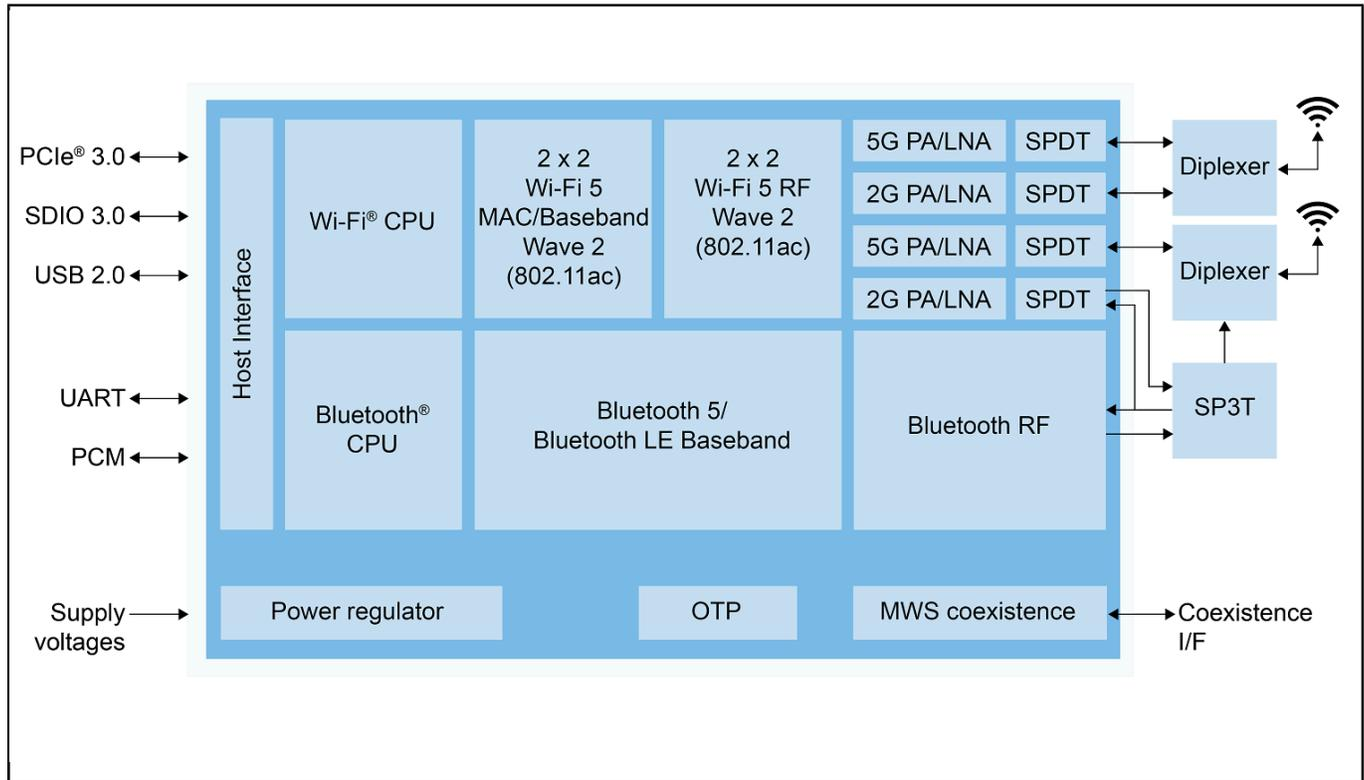 PCIe® 3.0
SDIO 3.0
USB 2.0
UART
PCM
Supply
voltages
Host Interface
Wi-Fi® CPU
2 x 2
Wi-Fi 5
MAC/Baseband
Wave 2
(802.11ac)
2 x 2
Wi-Fi 5 RF
Wave 2
(802.11ac)
5G PA/LNA
SPDT
2G PA/LNA
SPDT
5G PA/LNA
SPDT
2G PA/LNA
SPDT
Diplexer
Diplexer
SP3T
Bluetooth®
CPU
Bluetooth 5/
Bluetooth LE Baseband
Bluetooth RF
Power regulator
OTP
MWS coexistence
Coexistence
I/F